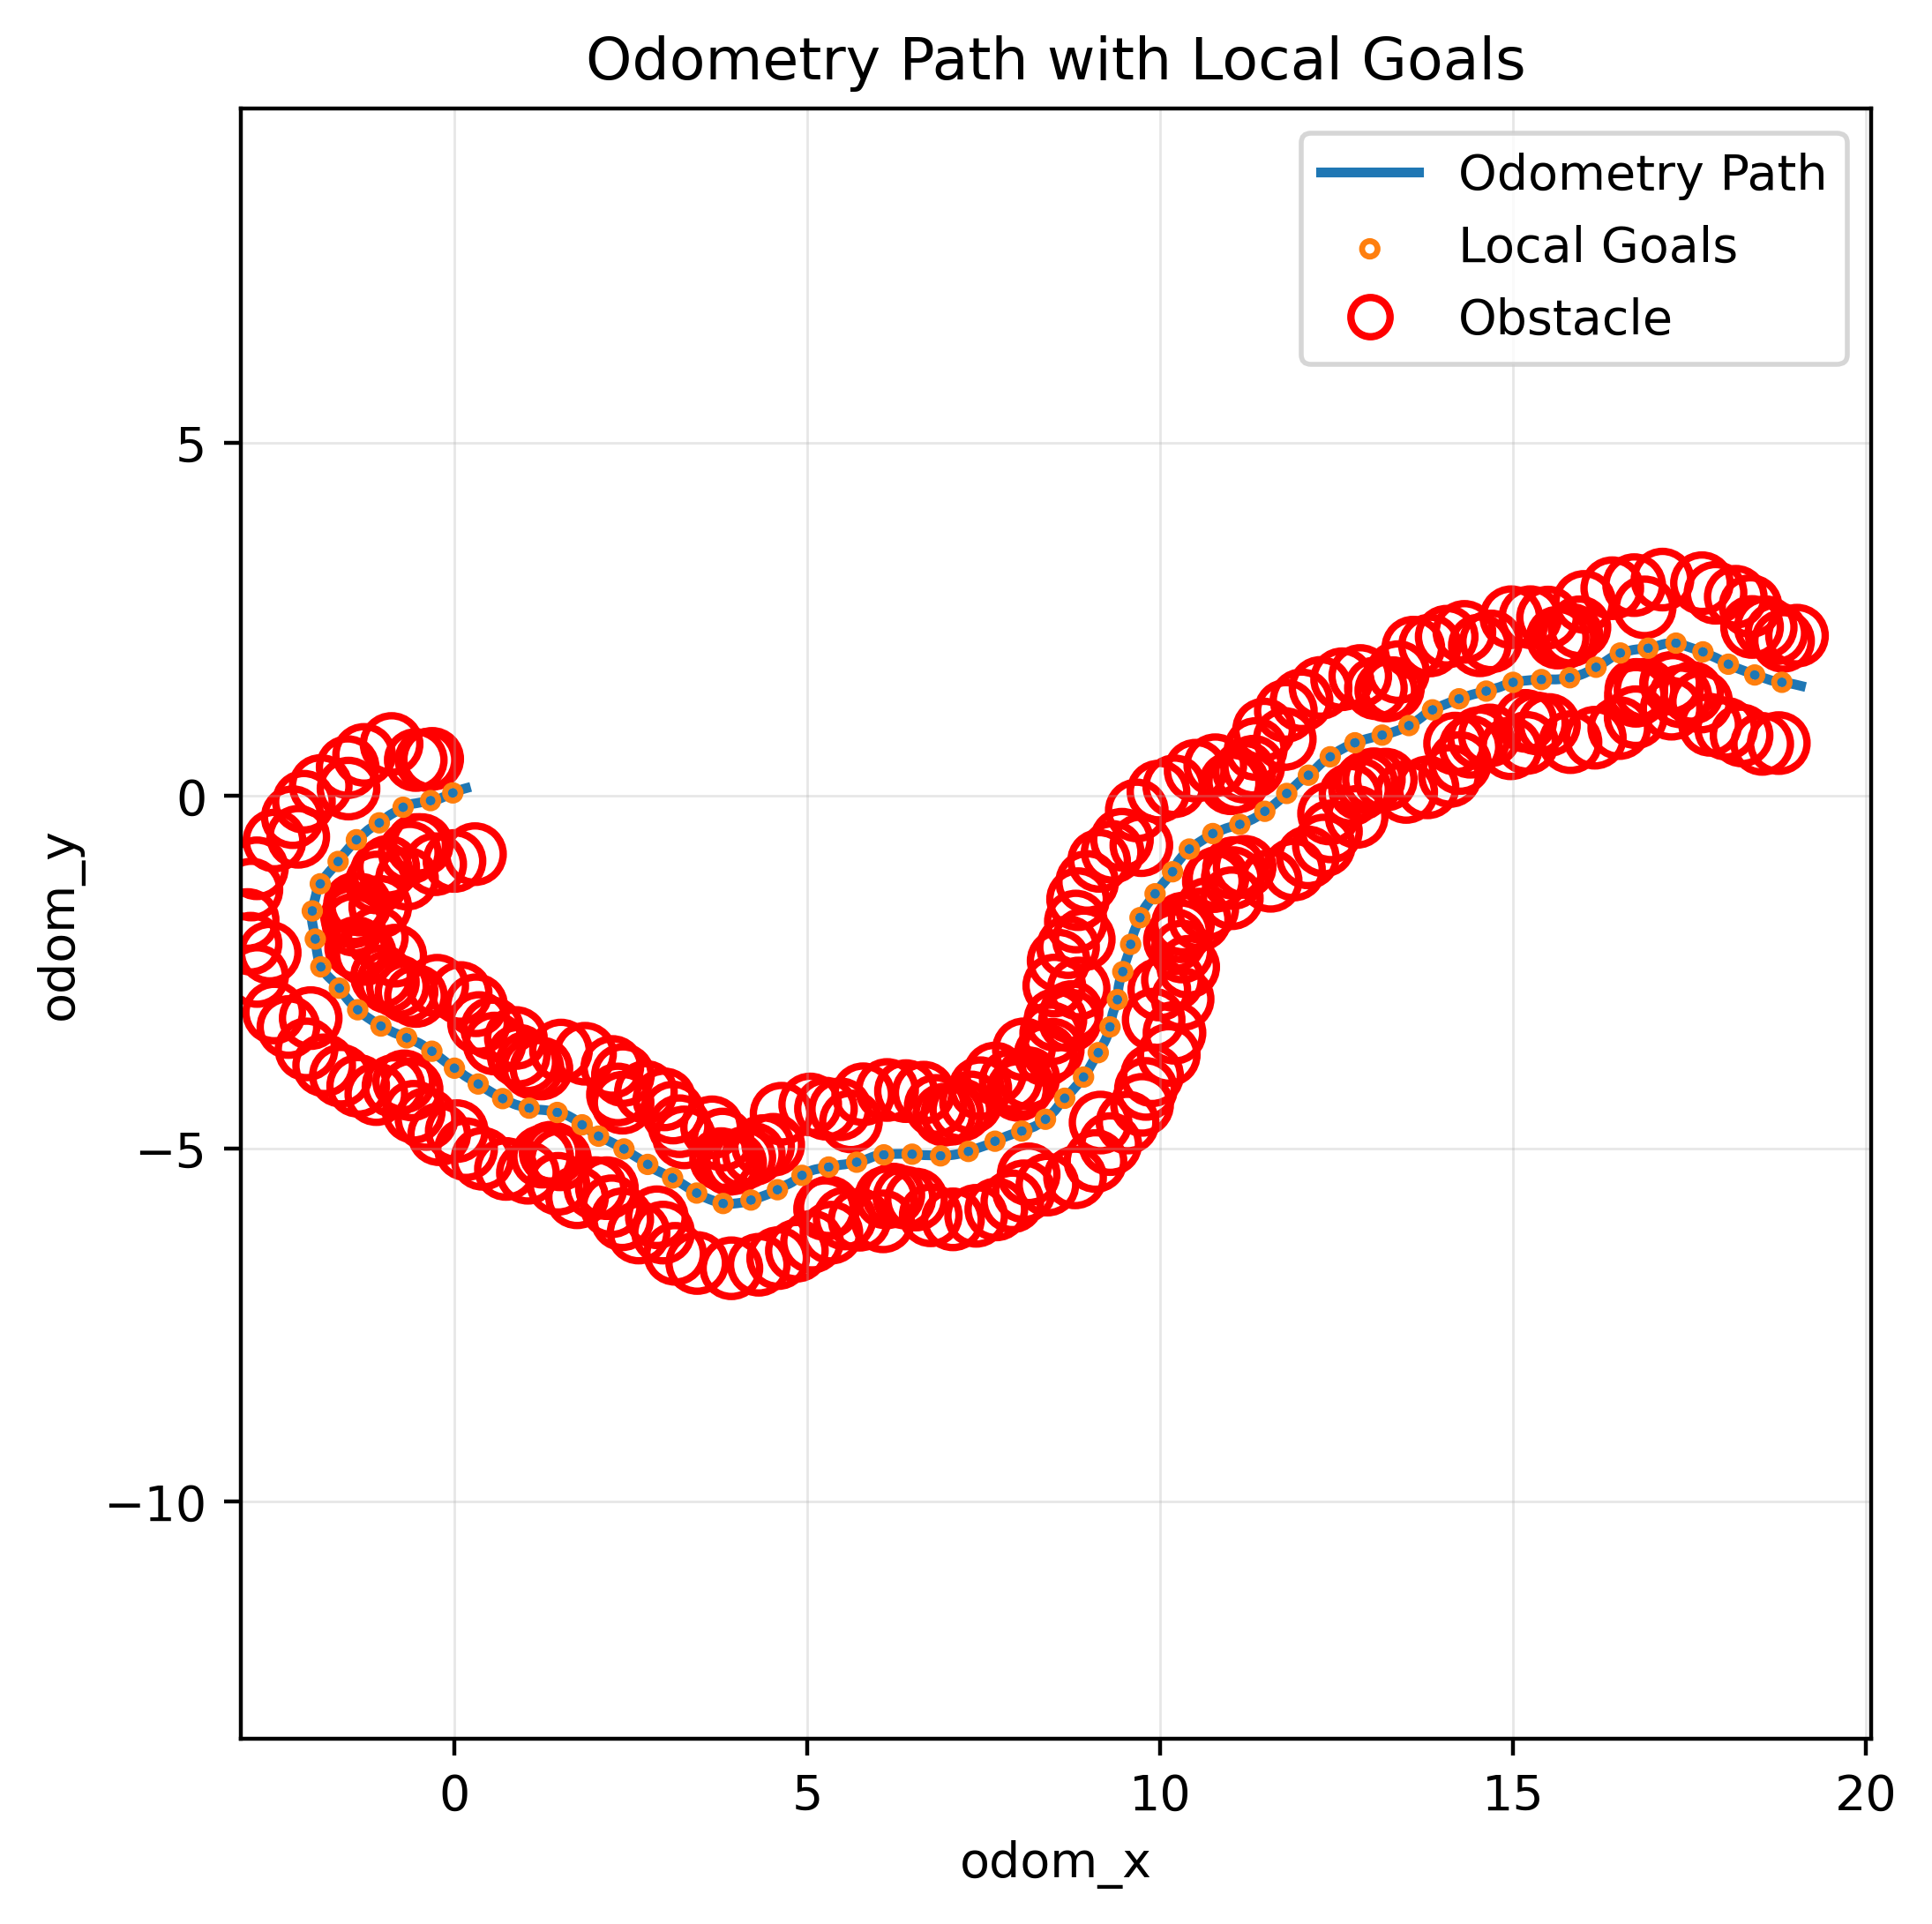 Odometry Path with Local Goals
Odometry Path
Local Goals
Obstacle
odom_y
5
0
−5
−10
0
5
10
15
20
odom_x